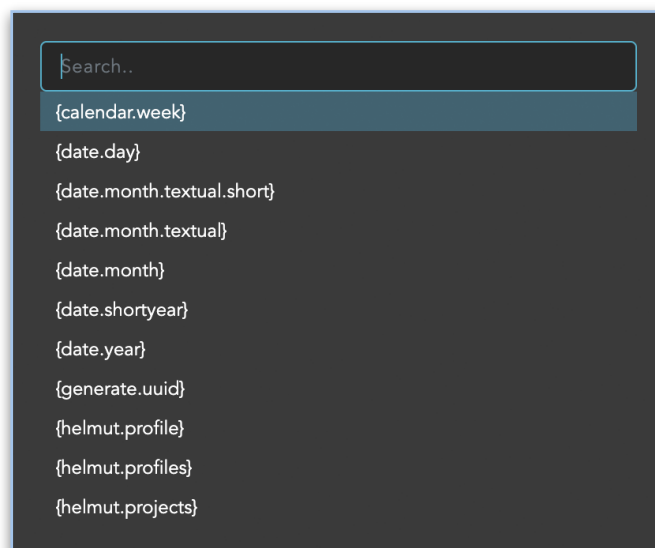 Search..
{calendar.week}
{date.day}
{date.month.textual.short}
{date.month.textual}
{date.month}
{date.shortyear}
{date.year}
{generate.uuid}
{helmut.profile}
{helmut.profiles}
{helmut.projects}